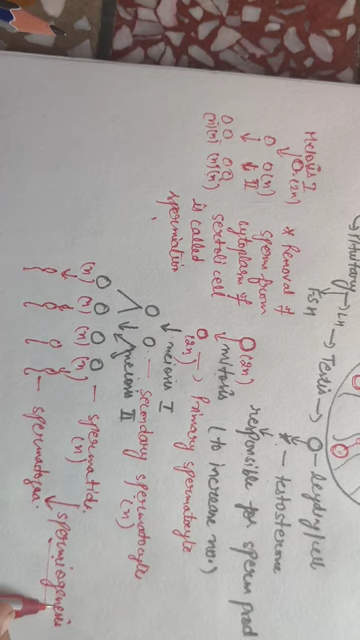 Pituitary → LH → Testis → O - leydig cell
FSH
* - testosterone
responsible for sperm prod
Meiosis I
O (2n)
O O (n)
II
OO OO
(n)(n) (n)(n)
* Removal of
sperm from
cytoplasm of
sertoli cell
is called
spermiation
O (2n)
mitosis (to increase no.)
O → Primary spermatocyte
(2n)
meiosis I
O O - secondary spermatocyte
(n)
meiosis II
O O O O - spermatids
(n) (n) (n) (n) (n)
spermiogenesis
- spermatozoa